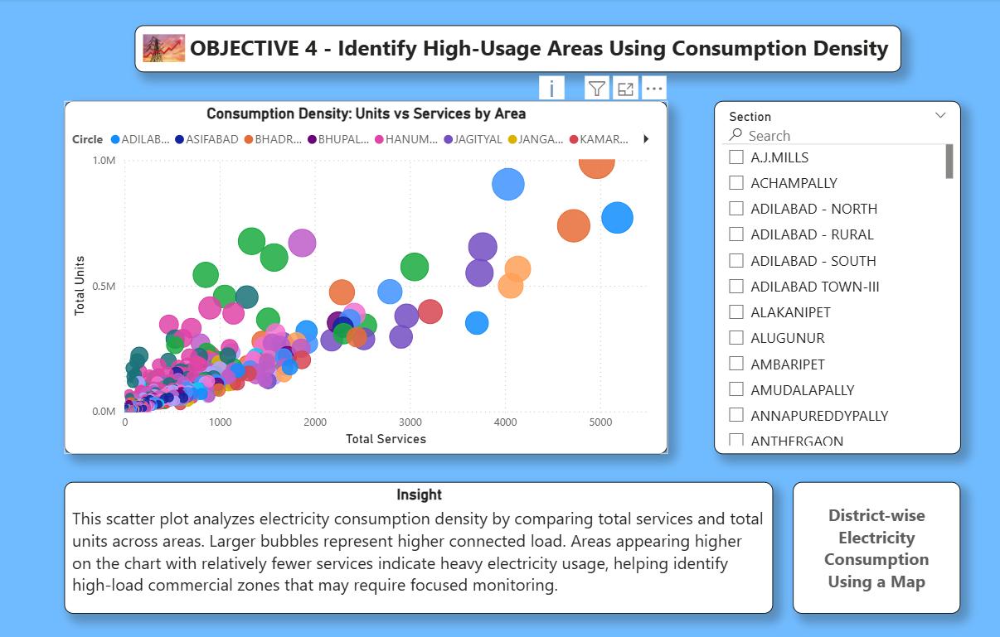 OBJECTIVE 4 - Identify High-Usage Areas Using Consumption Density
i
Consumption Density: Units vs Services by Area
Circle ADILAB... ASIFABAD BHADR... BHUPAL... HANUM... JAGITYAL JANGA... KAMAR...
1.0M
0.5M
0.0M
Total Units
0 1000 2000 3000 4000 5000
Total Services
Section
Search
A.J.MILLS
ACHAMPALLY
ADILABAD - NORTH
ADILABAD - RURAL
ADILABAD - SOUTH
ADILABAD TOWN-III
ALAKANIPET
ALUGUNUR
AMBARIPET
AMUDALAPALLY
ANNAPUREDDYPALLY
ANTHERGAON
Insight
This scatter plot analyzes electricity consumption density by comparing total services and total
units across areas. Larger bubbles represent higher connected load. Areas appearing higher
on the chart with relatively fewer services indicate heavy electricity usage, helping identify
high-load commercial zones that may require focused monitoring.
District-wise
Electricity
Consumption
Using a Map